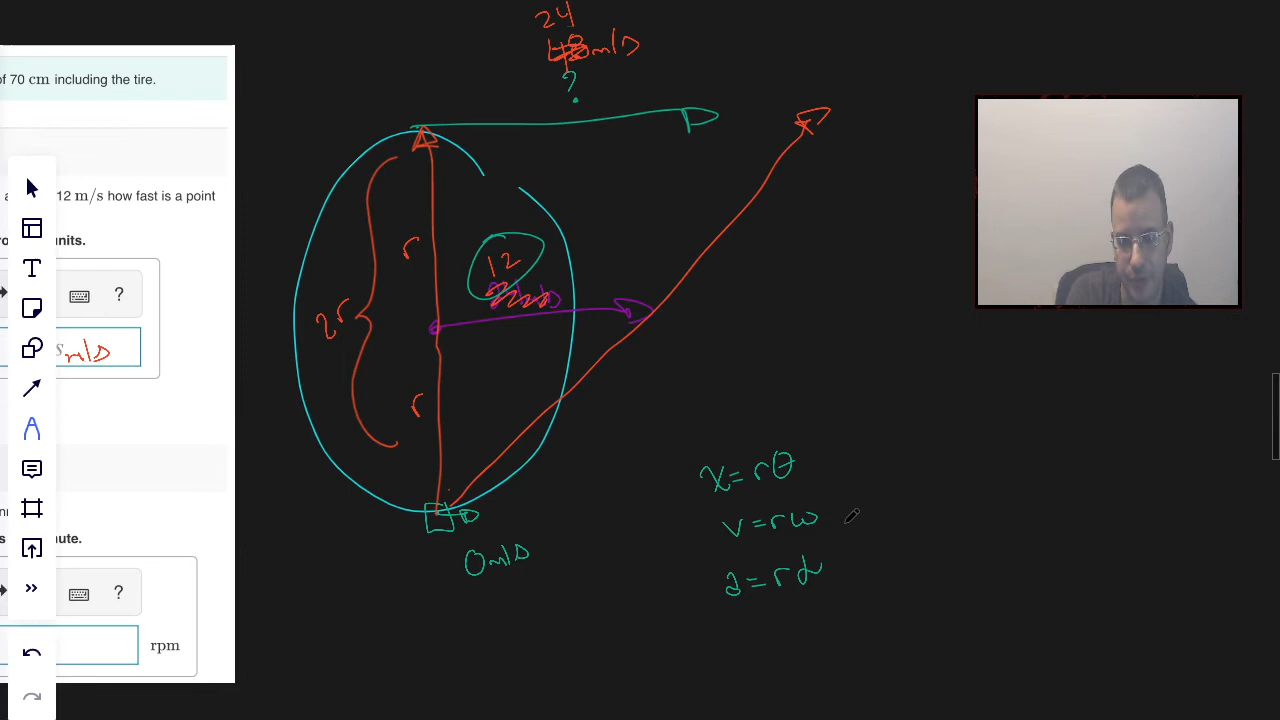 of 70 cm including the tire.
12 m/s how fast is a point
units.
?
s m/s
ute.
?
rpm
24
m/s
?
r
12
2r
r
0 m/s
x = rθ
v = rω
a = rα